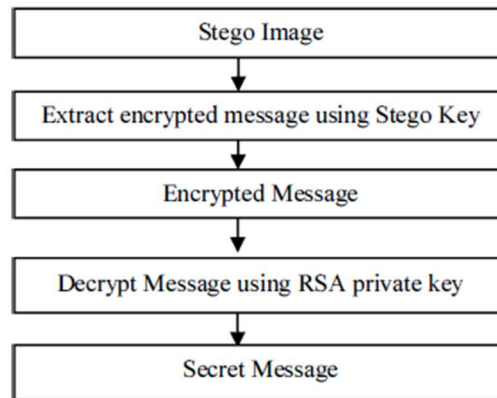 Stego Image
Extract encrypted message using Stego Key
Encrypted Message
Decrypt Message using RSA private key
Secret Message